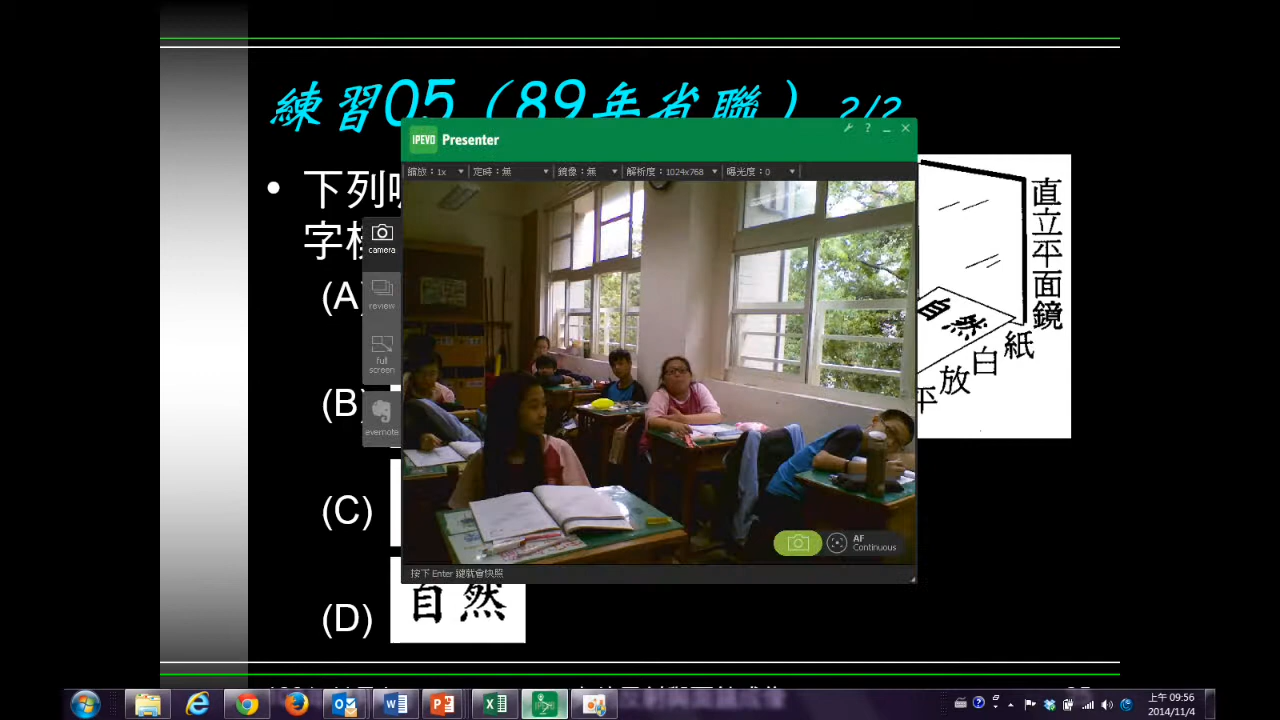 練習05（89年省聯） 2/2
IPEVO Presenter
縮放：1x 定時：無 鏡像：無 解析度：1024x768 曝光度：0
• 下列
字
camera
review
full
screen
evernote
(A)
(B)
(C)
(D) 自然
直立平面鏡
自然
平放白紙
AF
Continuous
按下 Enter 鍵就會快照
上午 09:56
2014/11/4